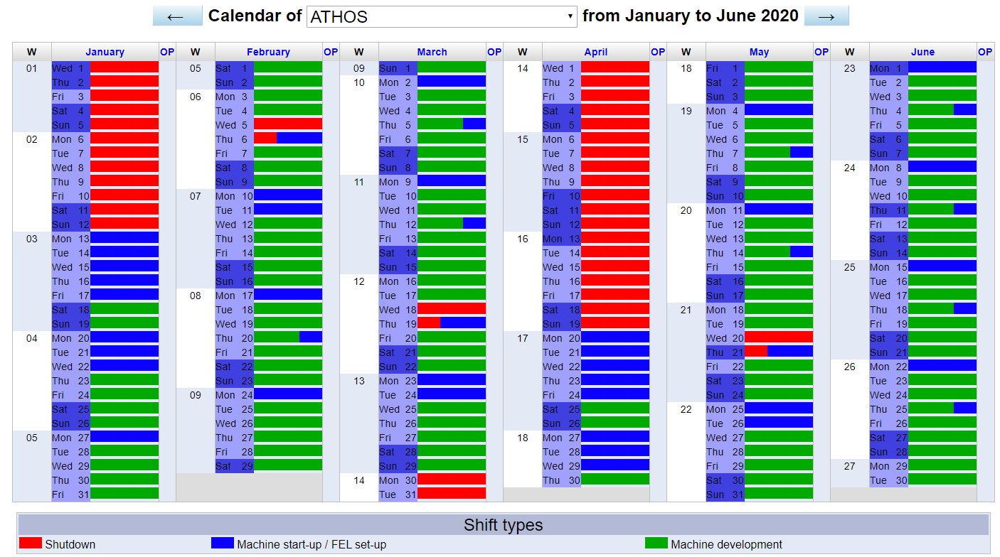 ← Calendar of ATHOS from January to June 2020 →
W January OP W February OP W March OP W April OP W May OP W June OP
01 Wed 1 05 Sat 1 09 Sun 1 14 Wed 1 18 Fri 1 23 Mon 1
Thu 2 Sun 2 10 Mon 2 Thu 2 Sat 2 Tue 2
Fri 3 06 Mon 3 Tue 3 Fri 3 Sun 3 Wed 3
Sat 4 Tue 4 Wed 4 Sat 4 19 Mon 4 Thu 4
Sun 5 Wed 5 Thu 5 Sun 5 Tue 5 Fri 5
02 Mon 6 Thu 6 Fri 6 15 Mon 6 Wed 6 Sat 6
Tue 7 Fri 7 Sat 7 Tue 7 Thu 7 Sun 7
Wed 8 Sat 8 Sun 8 Wed 8 Fri 8 24 Mon 8
Thu 9 Sun 9 11 Mon 9 Thu 9 Sat 9 Tue 9
Fri 10 07 Mon 10 Tue 10 Fri 10 Sun 10 Wed 10
Sat 11 Tue 11 Wed 11 Sat 11 20 Mon 11 Thu 11
Sun 12 Wed 12 Thu 12 Sun 12 Tue 12 Fri 12
03 Mon 13 Thu 13 Fri 13 16 Mon 13 Wed 13 Sat 13
Tue 14 Fri 14 Sat 14 Tue 14 Thu 14 Sun 14
Wed 15 Sat 15 Sun 15 Wed 15 Fri 15 25 Mon 15
Thu 16 Sun 16 12 Mon 16 Thu 16 Sat 16 Tue 16
Fri 17 08 Mon 17 Tue 17 Fri 17 Sun 17 Wed 17
Sat 18 Tue 18 Wed 18 Sat 18 21 Mon 18 Thu 18
Sun 19 Wed 19 Thu 19 Sun 19 Tue 19 Fri 19
04 Mon 20 Thu 20 Fri 20 17 Mon 20 Wed 20 Sat 20
Tue 21 Fri 21 Sat 21 Tue 21 Thu 21 Sun 21
Wed 22 Sat 22 Sun 22 Wed 22 Fri 22 26 Mon 22
Thu 23 Sun 23 13 Mon 23 Thu 23 Sat 23 Tue 23
Fri 24 09 Mon 24 Tue 24 Fri 24 Sun 24 Wed 24
Sat 25 Tue 25 Wed 25 Sat 25 22 Mon 25 Thu 25
Sun 26 Wed 26 Thu 26 Sun 26 Tue 26 Fri 26
05 Mon 27 Thu 27 Fri 27 18 Mon 27 Wed 27 Sat 27
Tue 28 Fri 28 Sat 28 Tue 28 Thu 28 Sun 28
Wed 29 Sat 29 Sun 29 Wed 29 Fri 29 27 Mon 29
Thu 30 14 Mon 30 Thu 30 Sat 30 Tue 30
Fri 31 Tue 31 Sun 31
Shift types
Shutdown Machine start-up / FEL set-up Machine development